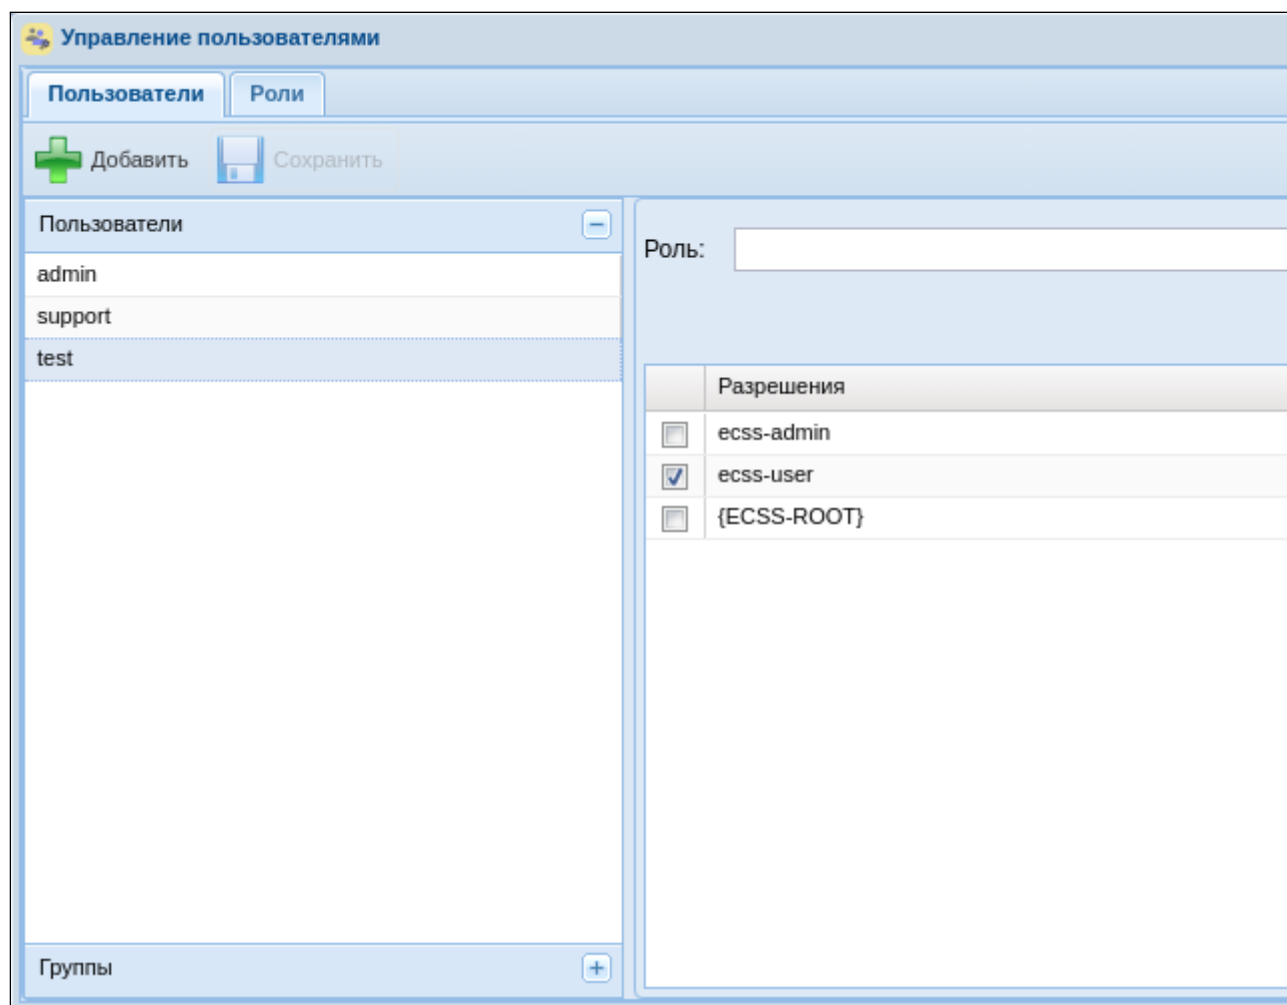 Управление пользователями
Пользователи Роли
Добавить Сохранить
Пользователи
admin
support
test
Группы
Роль:
Разрешения
ecss-admin
ecss-user
{ECSS-ROOT}